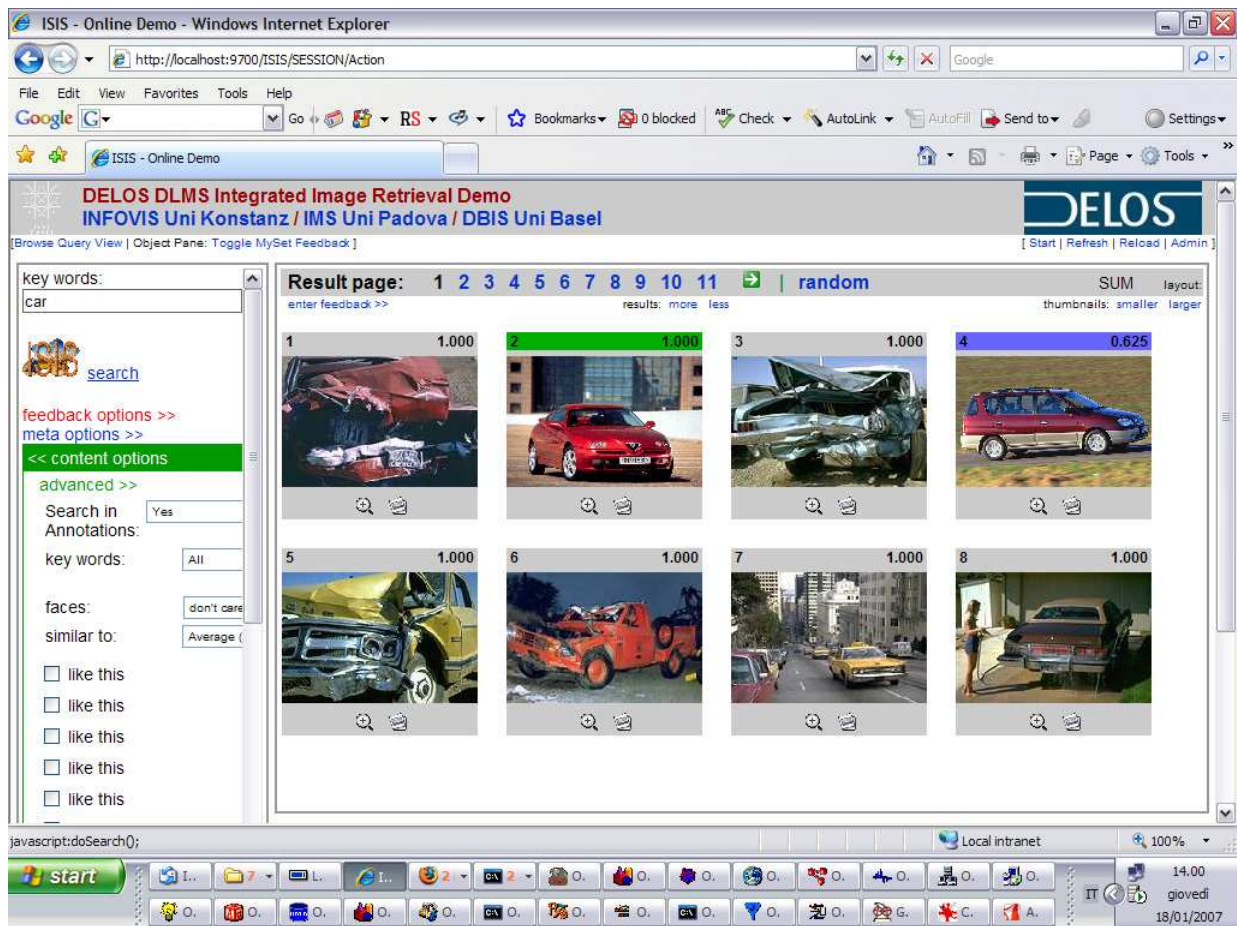 ISIS - Online Demo - Windows Internet Explorer
http://localhost:9700/ISIS/SESSION/Action
Google
File Edit View Favorites Tools Help
Google G Go RS Bookmarks 0 blocked ABC Check AutoLink AutoFill Send to Settings
ISIS - Online Demo
Page Tools »
DELOS DLMS Integrated Image Retrieval Demo
INFOVIS Uni Konstanz / IMS Uni Padova / DBIS Uni Basel
DELOS
[Browse Query View | Object Pane: Toggle MySet Feedback ]
[ Start | Refresh | Reload | Admin ]
key words:
car
search
feedback options >>
meta options >>
<< content options
advanced >>
Search in Annotations:
Yes
key words:
All
faces:
don't care
similar to:
Average (
like this
like this
like this
like this
like this
Result page: 1 2 3 4 5 6 7 8 9 10 11 | random
SUM layout:
enter feedback >>
results: more less
thumbnails: smaller larger
1 1.000
2 1.000
3 1.000
4 0.625
5 1.000
6 1.000
7 1.000
8 1.000
javascript:doSearch();
Local intranet
100%
start
I.. 7 L. I.. 2 2 O. O. O. O. O. O. O. O.
O. O. O. O. O. O. O. O. O. O. O. G. C. A.
IT
14.00
giovedì
18/01/2007